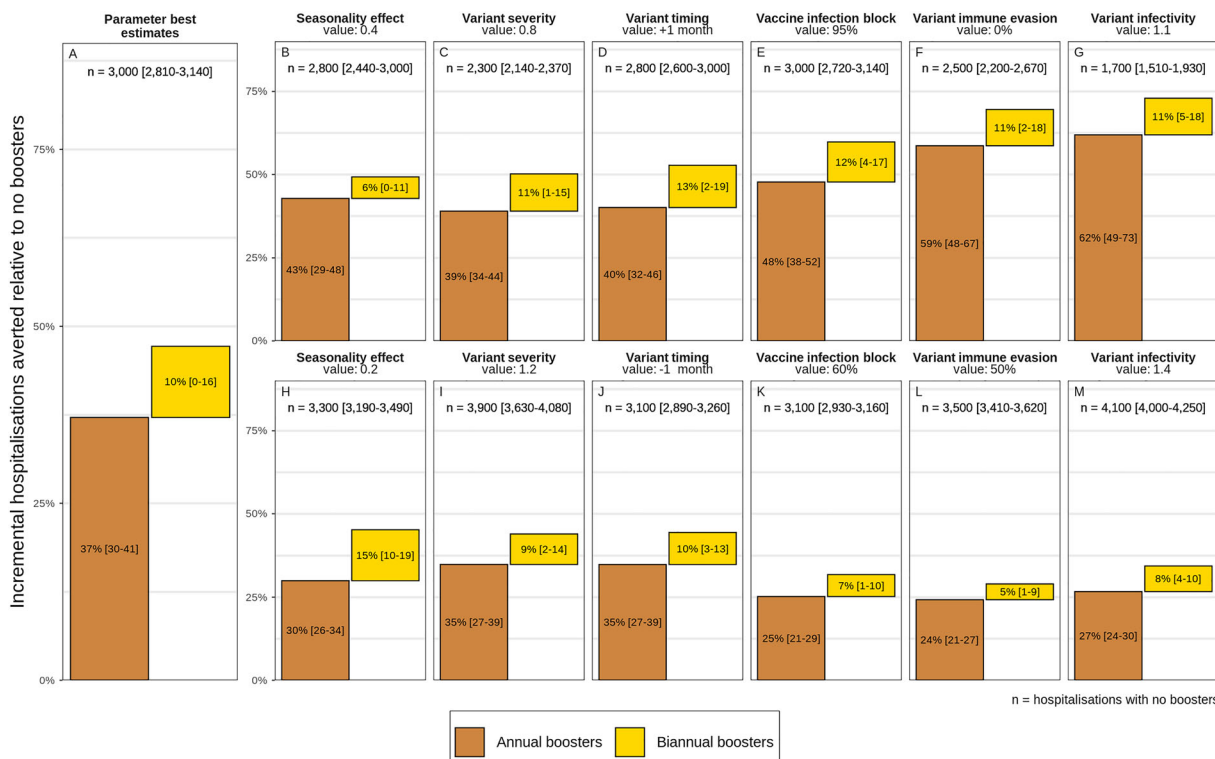 Parameter best
estimates
Seasonality effect
value: 0.4
Variant severity
value: 0.8
Variant timing
value: +1 month
Vaccine infection block
value: 95%
Variant immune evasion
value: 0%
Variant infectivity
value: 1.1
Incremental hospitalisations averted relative to no boosters
A
n = 3,000 [2,810-3,140]
75%
50%
25%
0%
10% [0-16]
37% [30-41]
75%
50%
25%
0%
B
n = 2,800 [2,440-3,000]
6% [0-11]
43% [29-48]
C
n = 2,300 [2,140-2,370]
11% [1-15]
39% [34-44]
D
n = 2,800 [2,600-3,000]
13% [2-19]
40% [32-46]
E
n = 3,000 [2,720-3,140]
12% [4-17]
48% [38-52]
F
n = 2,500 [2,200-2,670]
11% [2-18]
59% [48-67]
G
n = 1,700 [1,510-1,930]
11% [5-18]
62% [49-73]
Seasonality effect
value: 0.2
Variant severity
value: 1.2
Variant timing
value: -1 month
Vaccine infection block
value: 60%
Variant immune evasion
value: 50%
Variant infectivity
value: 1.4
75%
50%
25%
0%
H
n = 3,300 [3,190-3,490]
15% [10-19]
30% [26-34]
I
n = 3,900 [3,630-4,080]
9% [2-14]
35% [27-39]
J
n = 3,100 [2,890-3,260]
10% [3-13]
35% [27-39]
K
n = 3,100 [2,930-3,160]
7% [1-10]
25% [21-29]
L
n = 3,500 [3,410-3,620]
5% [1-9]
24% [21-27]
M
n = 4,100 [4,000-4,250]
8% [4-10]
27% [24-30]
n = hospitalisations with no boosters
Annual boosters
Biannual boosters